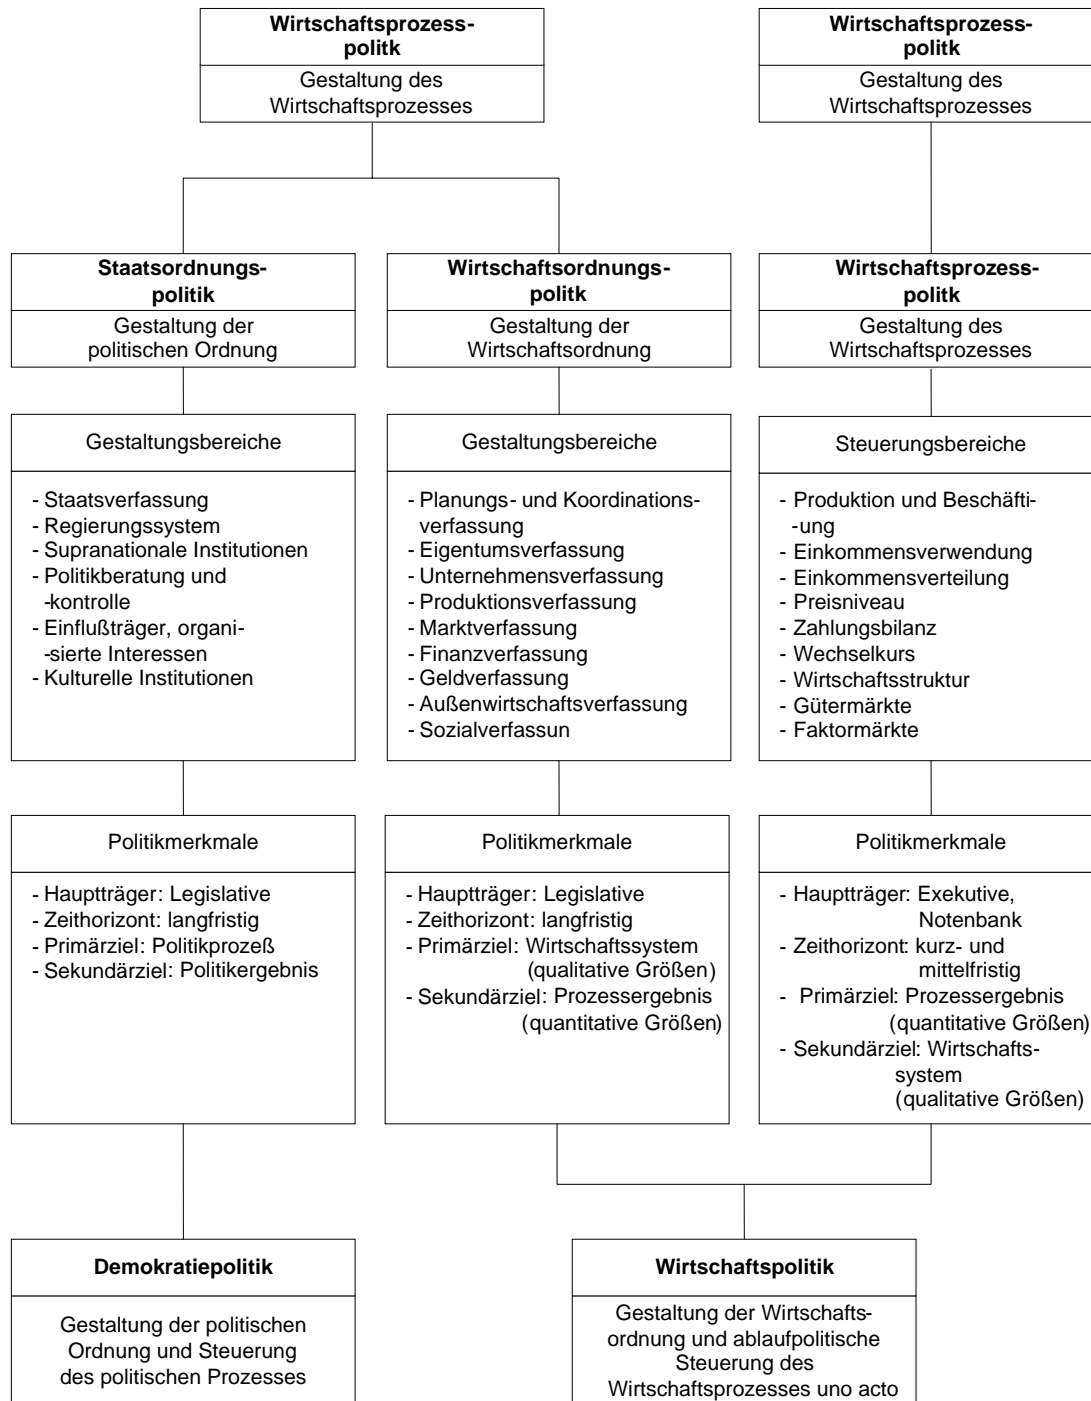 Wirtschaftsprozess-
politk
Gestaltung des
Wirtschaftsprozesses
Wirtschaftsprozess-
politk
Gestaltung des
Wirtschaftsprozesses
Staatsordnungs-
politik
Gestaltung der
politischen Ordnung
Wirtschaftsordnungs-
politk
Gestaltung der
Wirtschaftsordnung
Wirtschaftsprozess-
politk
Gestaltung des
Wirtschaftsprozesses
Gestaltungsbereiche
- Staatsverfassung
- Regierungssystem
- Supranationale Institutionen
- Politikberatung und
-kontrolle
- Einflußträger, organi-
-sierte Interessen
- Kulturelle Institutionen
Gestaltungsbereiche
- Planungs- und Koordinations-
verfassung
- Eigentumsverfassung
- Unternehmensverfassung
- Produktionsverfassung
- Marktverfassung
- Finanzverfassung
- Geldverfassung
- Außenwirtschaftsverfassung
- Sozialverfassun
Steuerungsbereiche
- Produktion und Beschäfti-
-ung
- Einkommensverwendung
- Einkommensverteilung
- Preisniveau
- Zahlungsbilanz
- Wechselkurs
- Wirtschaftsstruktur
- Gütermärkte
- Faktormärkte
Politikmerkmale
- Hauptträger: Legislative
- Zeithorizont: langfristig
- Primärziel: Politikprozeß
- Sekundärziel: Politikergebnis
Politikmerkmale
- Hauptträger: Legislative
- Zeithorizont: langfristig
- Primärziel: Wirtschaftssystem
(qualitative Größen)
- Sekundärziel: Prozessergebnis
(quantitative Größen)
Politikmerkmale
- Hauptträger: Exekutive,
Notenbank
- Zeithorizont: kurz- und
mittelfristig
- Primärziel: Prozessergebnis
(quantitative Größen)
- Sekundärziel: Wirtschafts-
system
(qualitative Größen)
Demokratiepolitik
Gestaltung der politischen
Ordnung und Steuerung
des politischen Prozesses
Wirtschaftspolitik
Gestaltung der Wirtschafts-
ordnung und ablaufpolitische
Steuerung des
Wirtschaftsprozesses uno acto